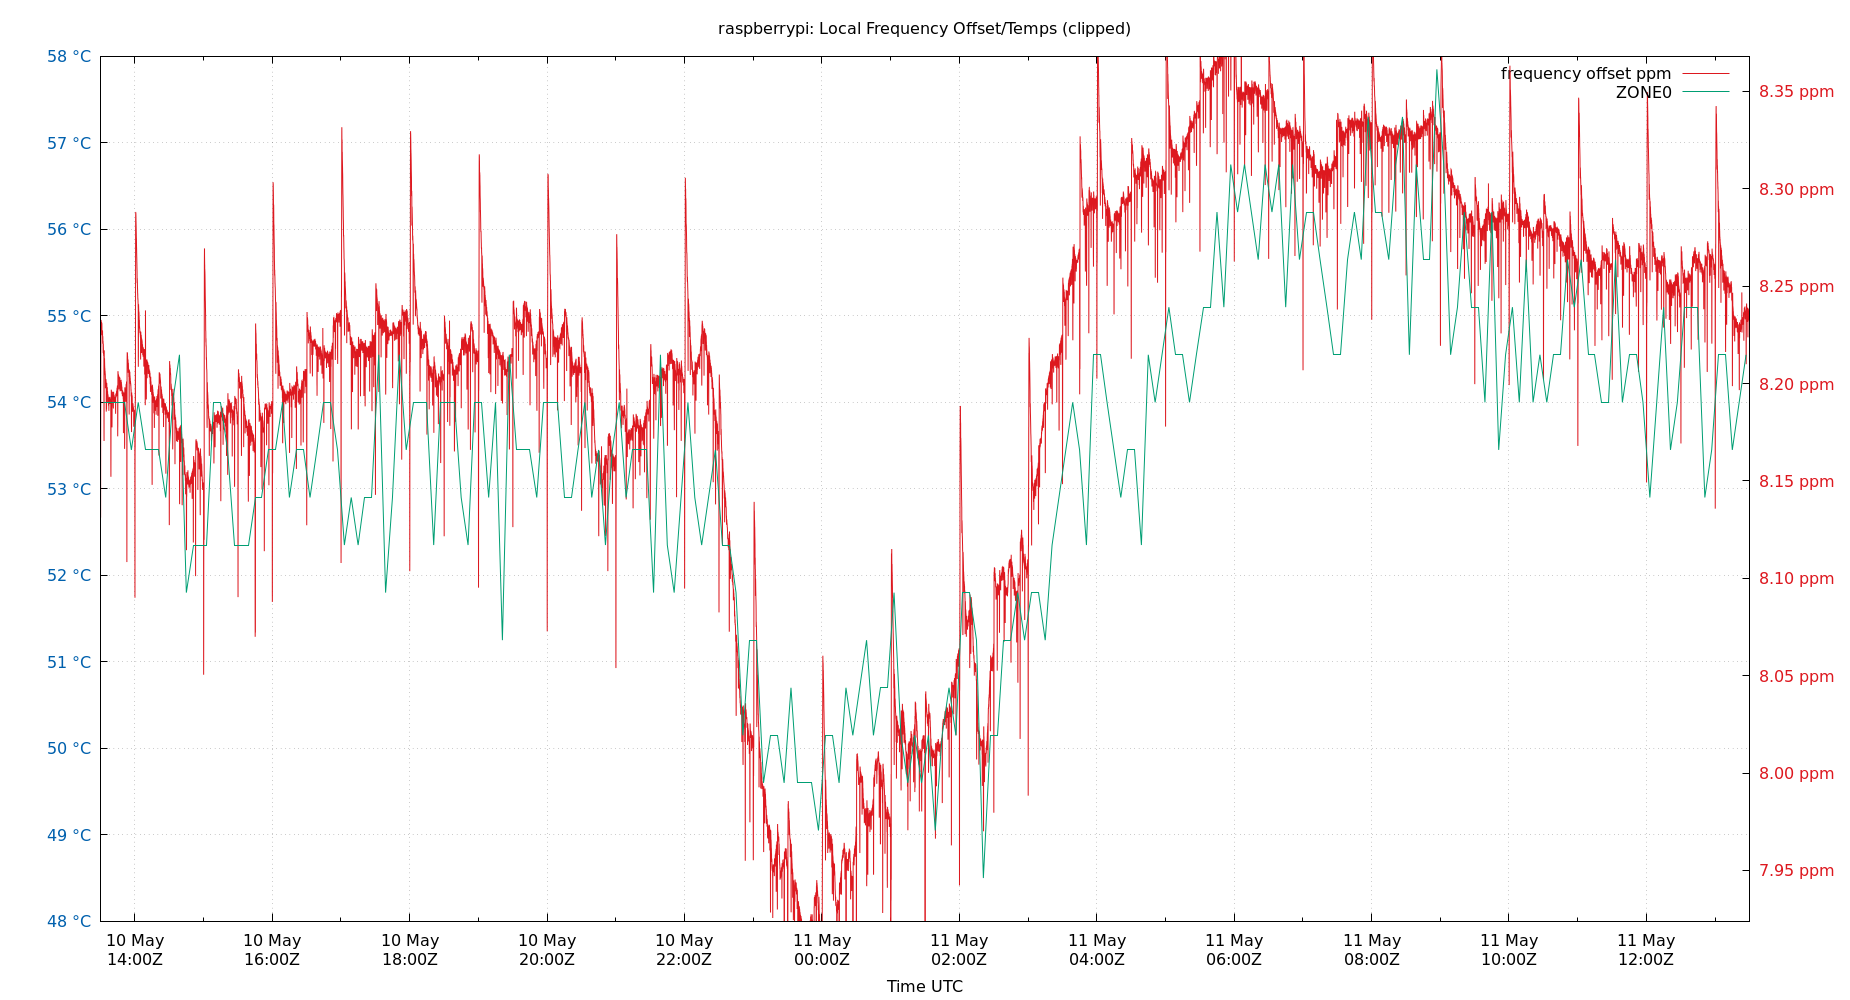 raspberrypi: Local Frequency Offset/Temps (clipped)
58 °C
57 °C
56 °C
55 °C
54 °C
53 °C
52 °C
51 °C
50 °C
49 °C
48 °C
frequency offset ppm
ZONE0
8.35 ppm
8.30 ppm
8.25 ppm
8.20 ppm
8.15 ppm
8.10 ppm
8.05 ppm
8.00 ppm
7.95 ppm
10 May 10 May 10 May 10 May 10 May 11 May 11 May 11 May 11 May 11 May 11 May 11 May
14:00Z 16:00Z 18:00Z 20:00Z 22:00Z 00:00Z 02:00Z 04:00Z 06:00Z 08:00Z 10:00Z 12:00Z
Time UTC